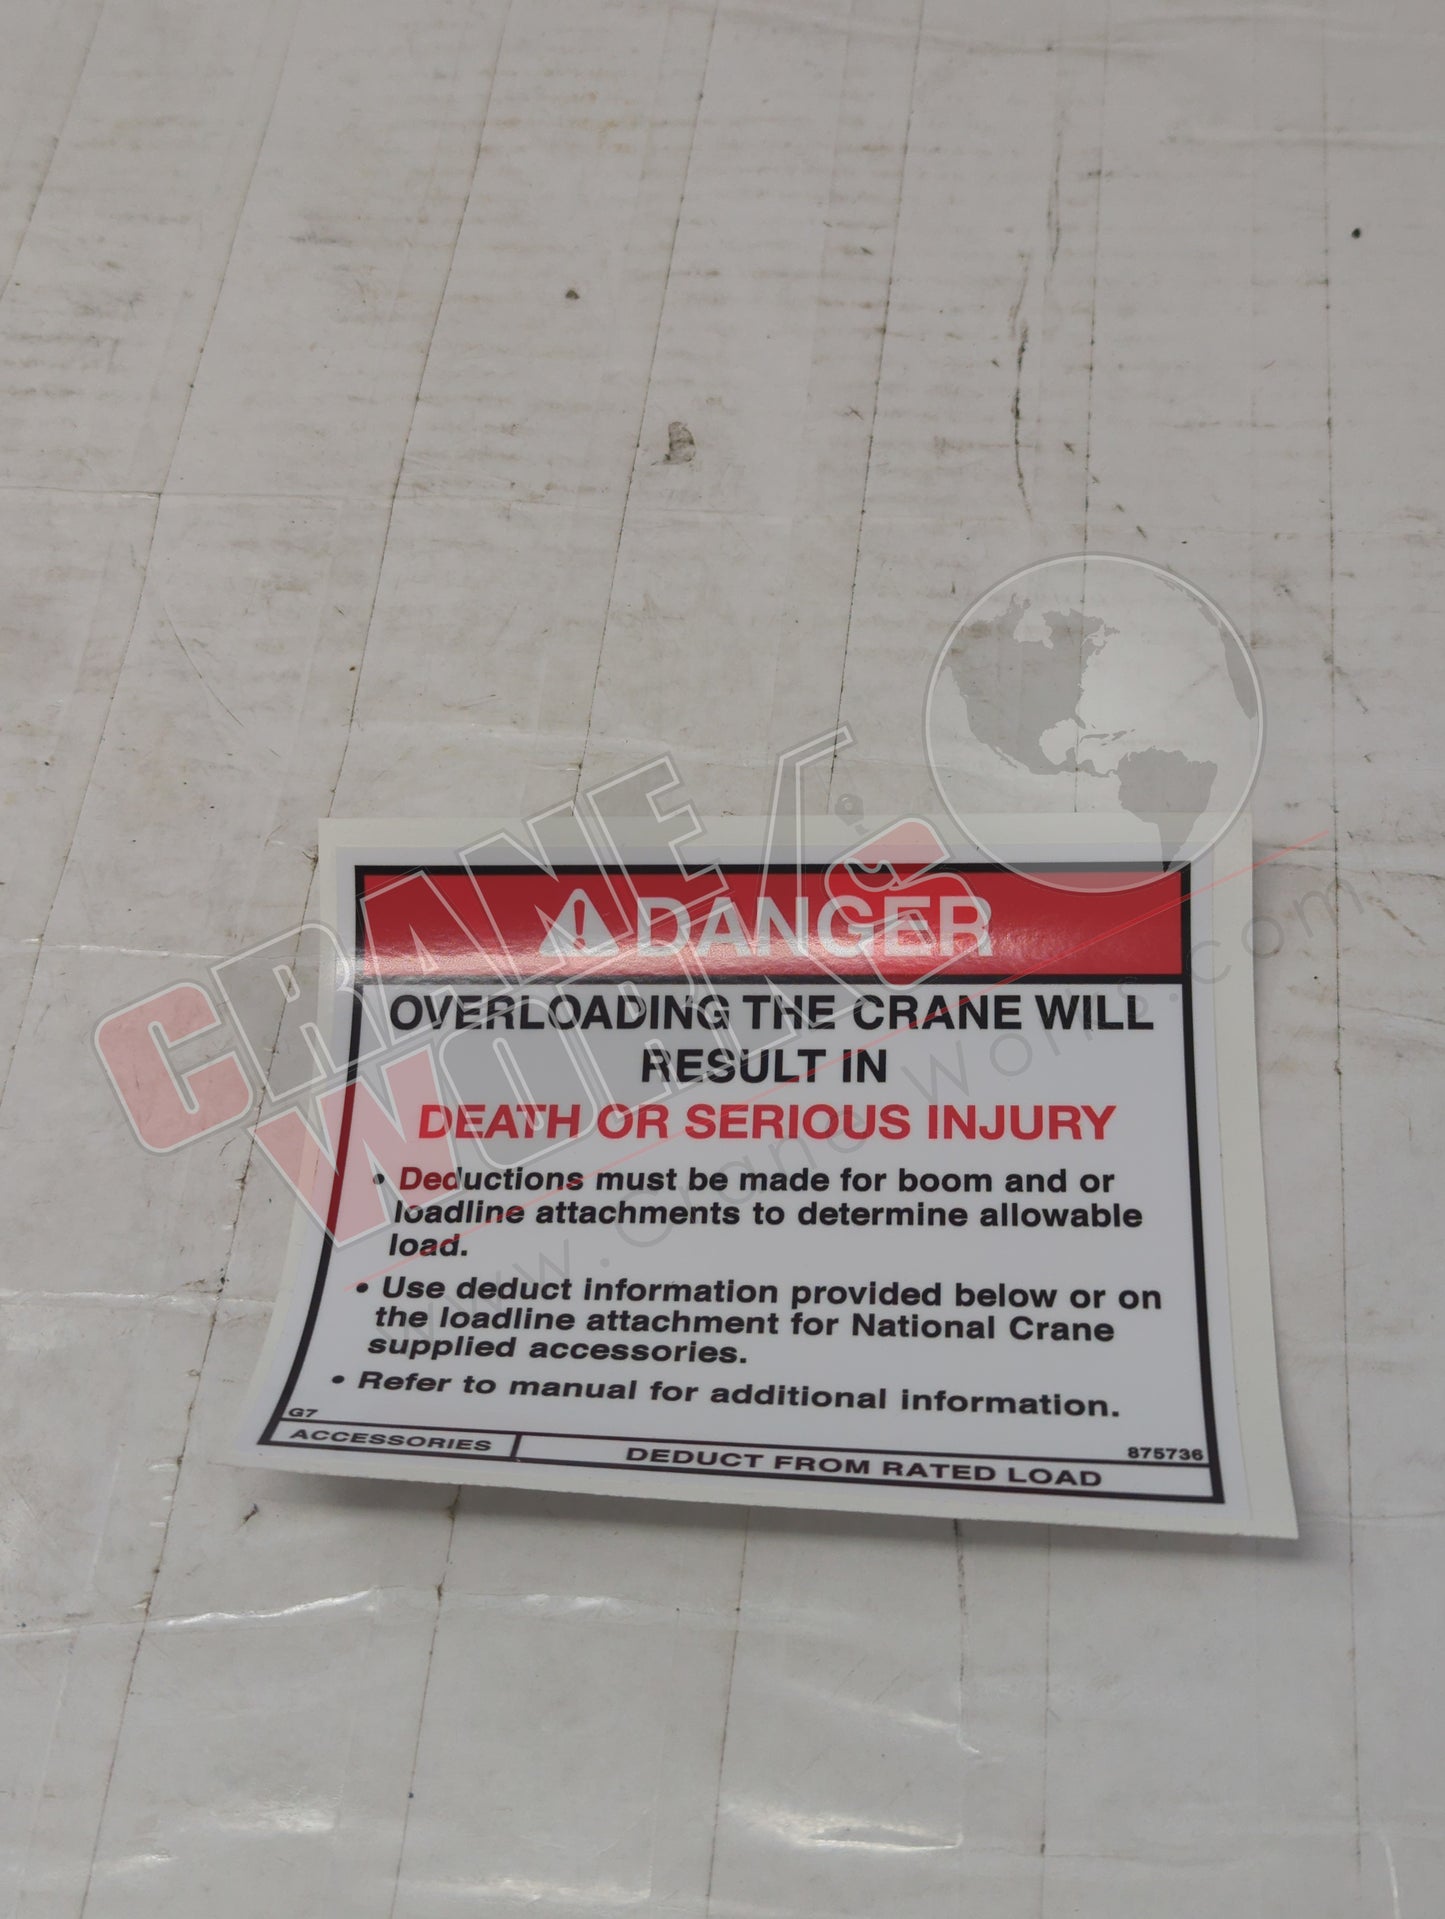 ⚠ DANGER
OVERLOADING THE CRANE WILL
RESULT IN
DEATH OR SERIOUS INJURY
• Deductions must be made for boom and or
loadline attachments to determine allowable
load.
• Use deduct information provided below or on
the loadline attachment for National Crane
supplied accessories.
• Refer to manual for additional information.
G7
875736
ACCESSORIES
DEDUCT FROM RATED LOAD
CRANE
WORKS
www.craneworks.com